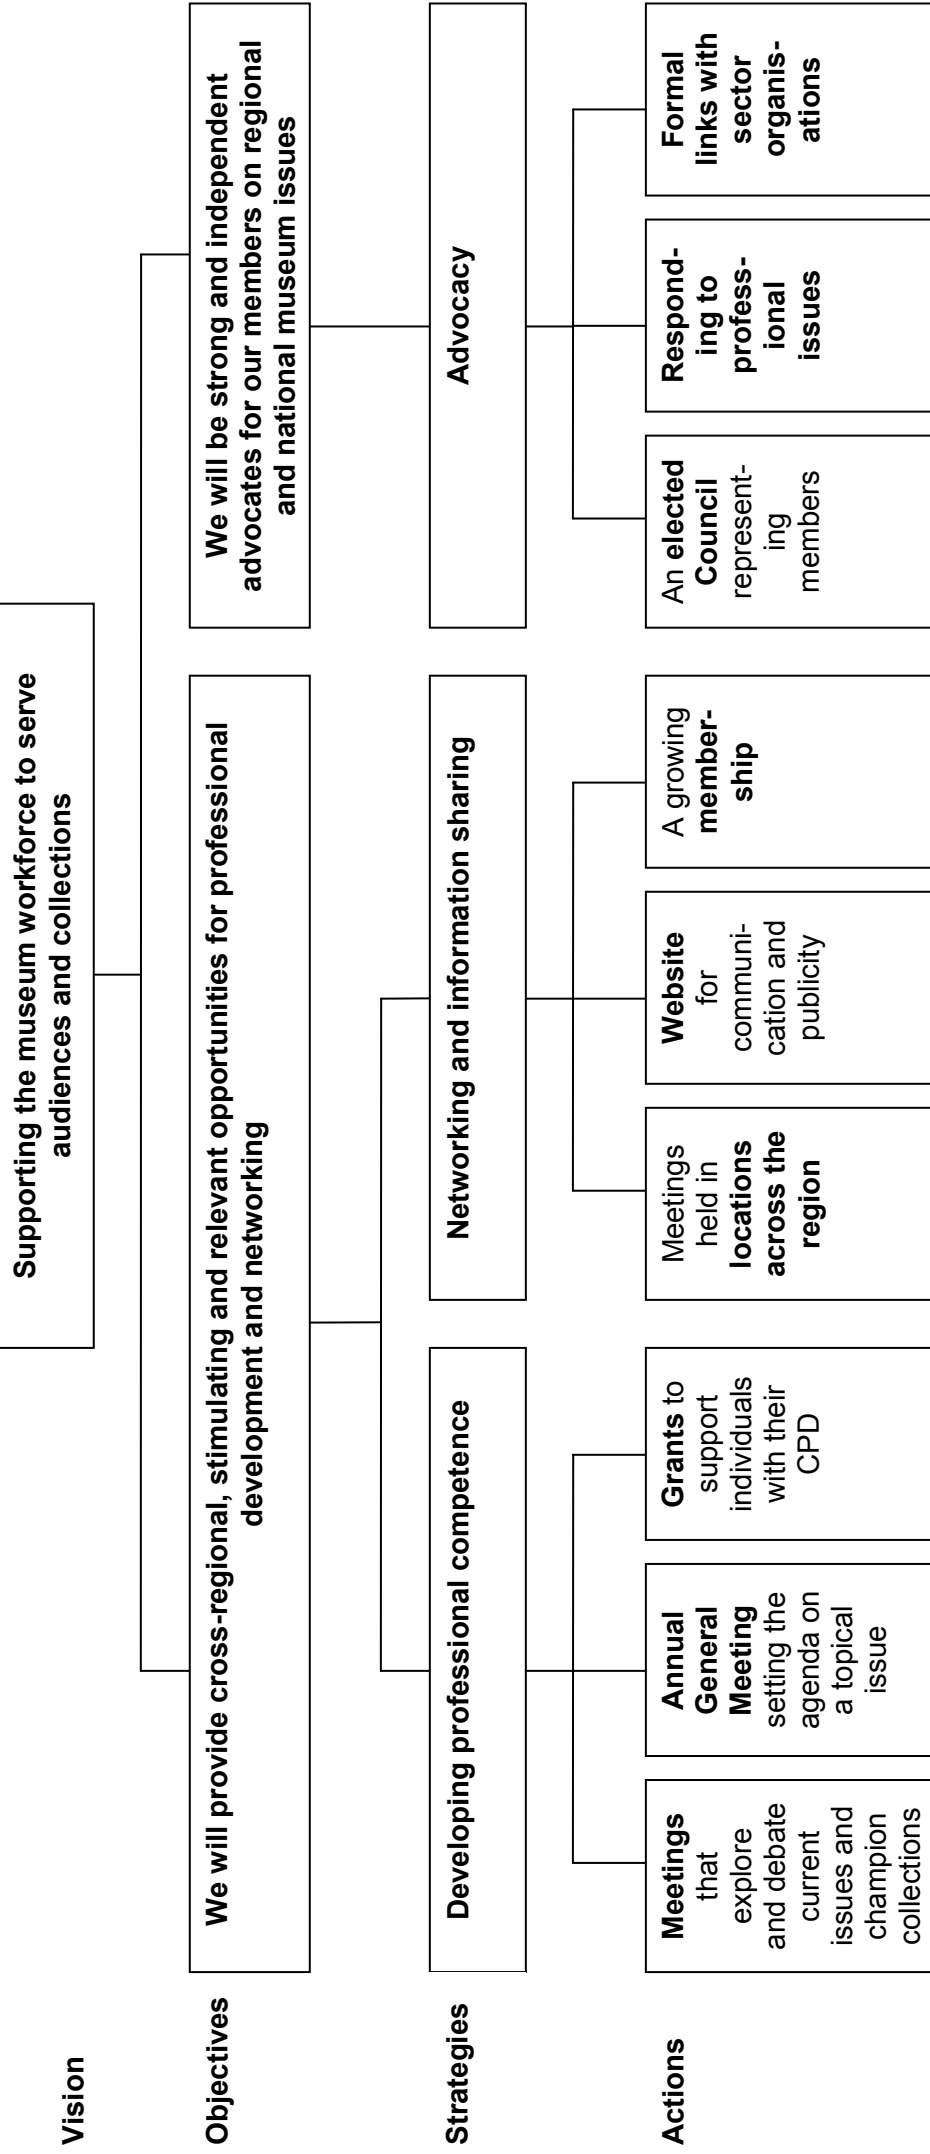 Vision
Supporting the museum workforce to serve
audiences and collections
Objectives
We will provide cross-regional, stimulating and relevant opportunities for professional
development and networking
We will be strong and independent
advocates for our members on regional
and national museum issues
Strategies
Developing professional competence
Networking and information sharing
Advocacy
Actions
Meetings
that
explore
and debate
current
issues and
champion
collections
Annual
General
Meeting
setting the
agenda on
a topical
issue
Grants to
support
individuals
with their
CPD
Meetings
held in
locations
across the
region
Website
for
communi-
cation and
publicity
A growing
member-
ship
An elected
Council
represent-
ing
members
Respond-
ing to
profess-
ional
issues
Formal
links with
sector
organis-
ations